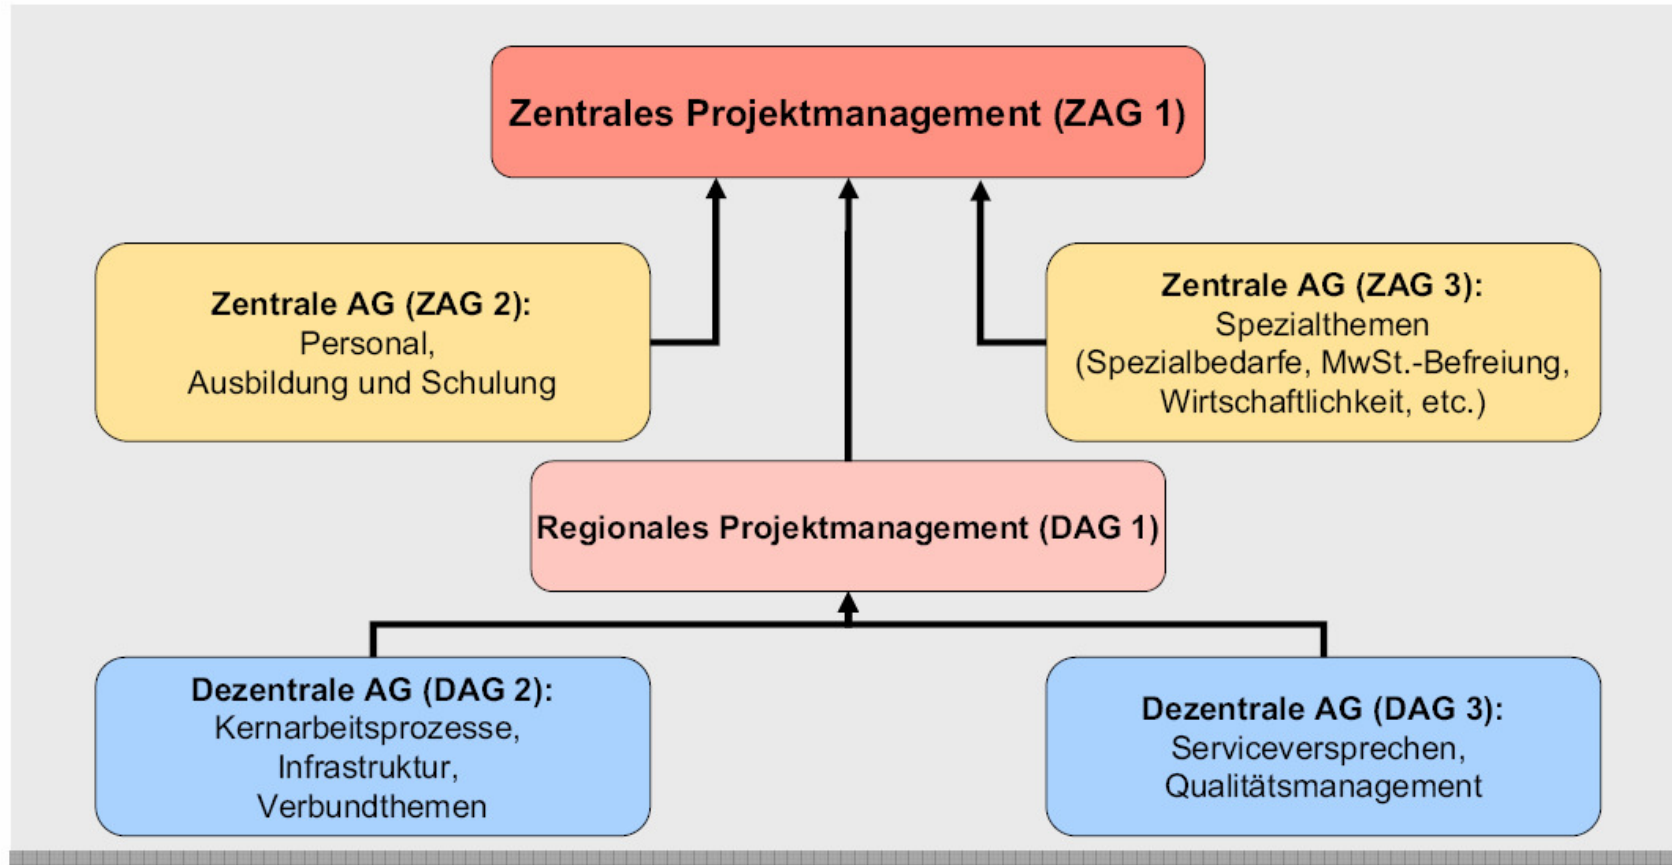 Zentrales Projektmanagement (ZAG 1)
Zentrale AG (ZAG 2):
Personal,
Ausbildung und Schulung
Zentrale AG (ZAG 3):
Spezialthemen
(Spezialbedarfe, MwSt.-Befreiung,
Wirtschaftlichkeit, etc.)
Regionales Projektmanagement (DAG 1)
Dezentrale AG (DAG 2):
Kernarbeitsprozesse,
Infrastruktur,
Verbundthemen
Dezentrale AG (DAG 3):
Serviceversprechen,
Qualitätsmanagement